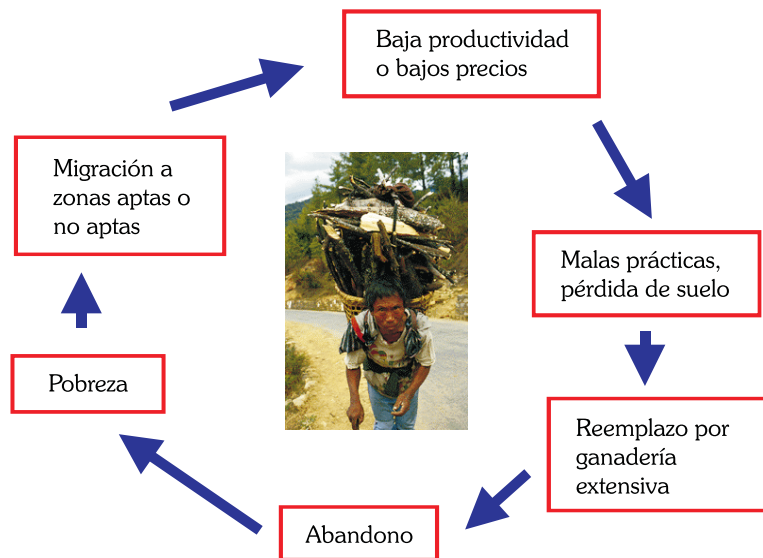 Baja productividad
o bajos precios
Migración a
zonas aptas o
no aptas
Malas prácticas,
pérdida de suelo
Pobreza
Reemplazo por
ganadería
extensiva
Abandono